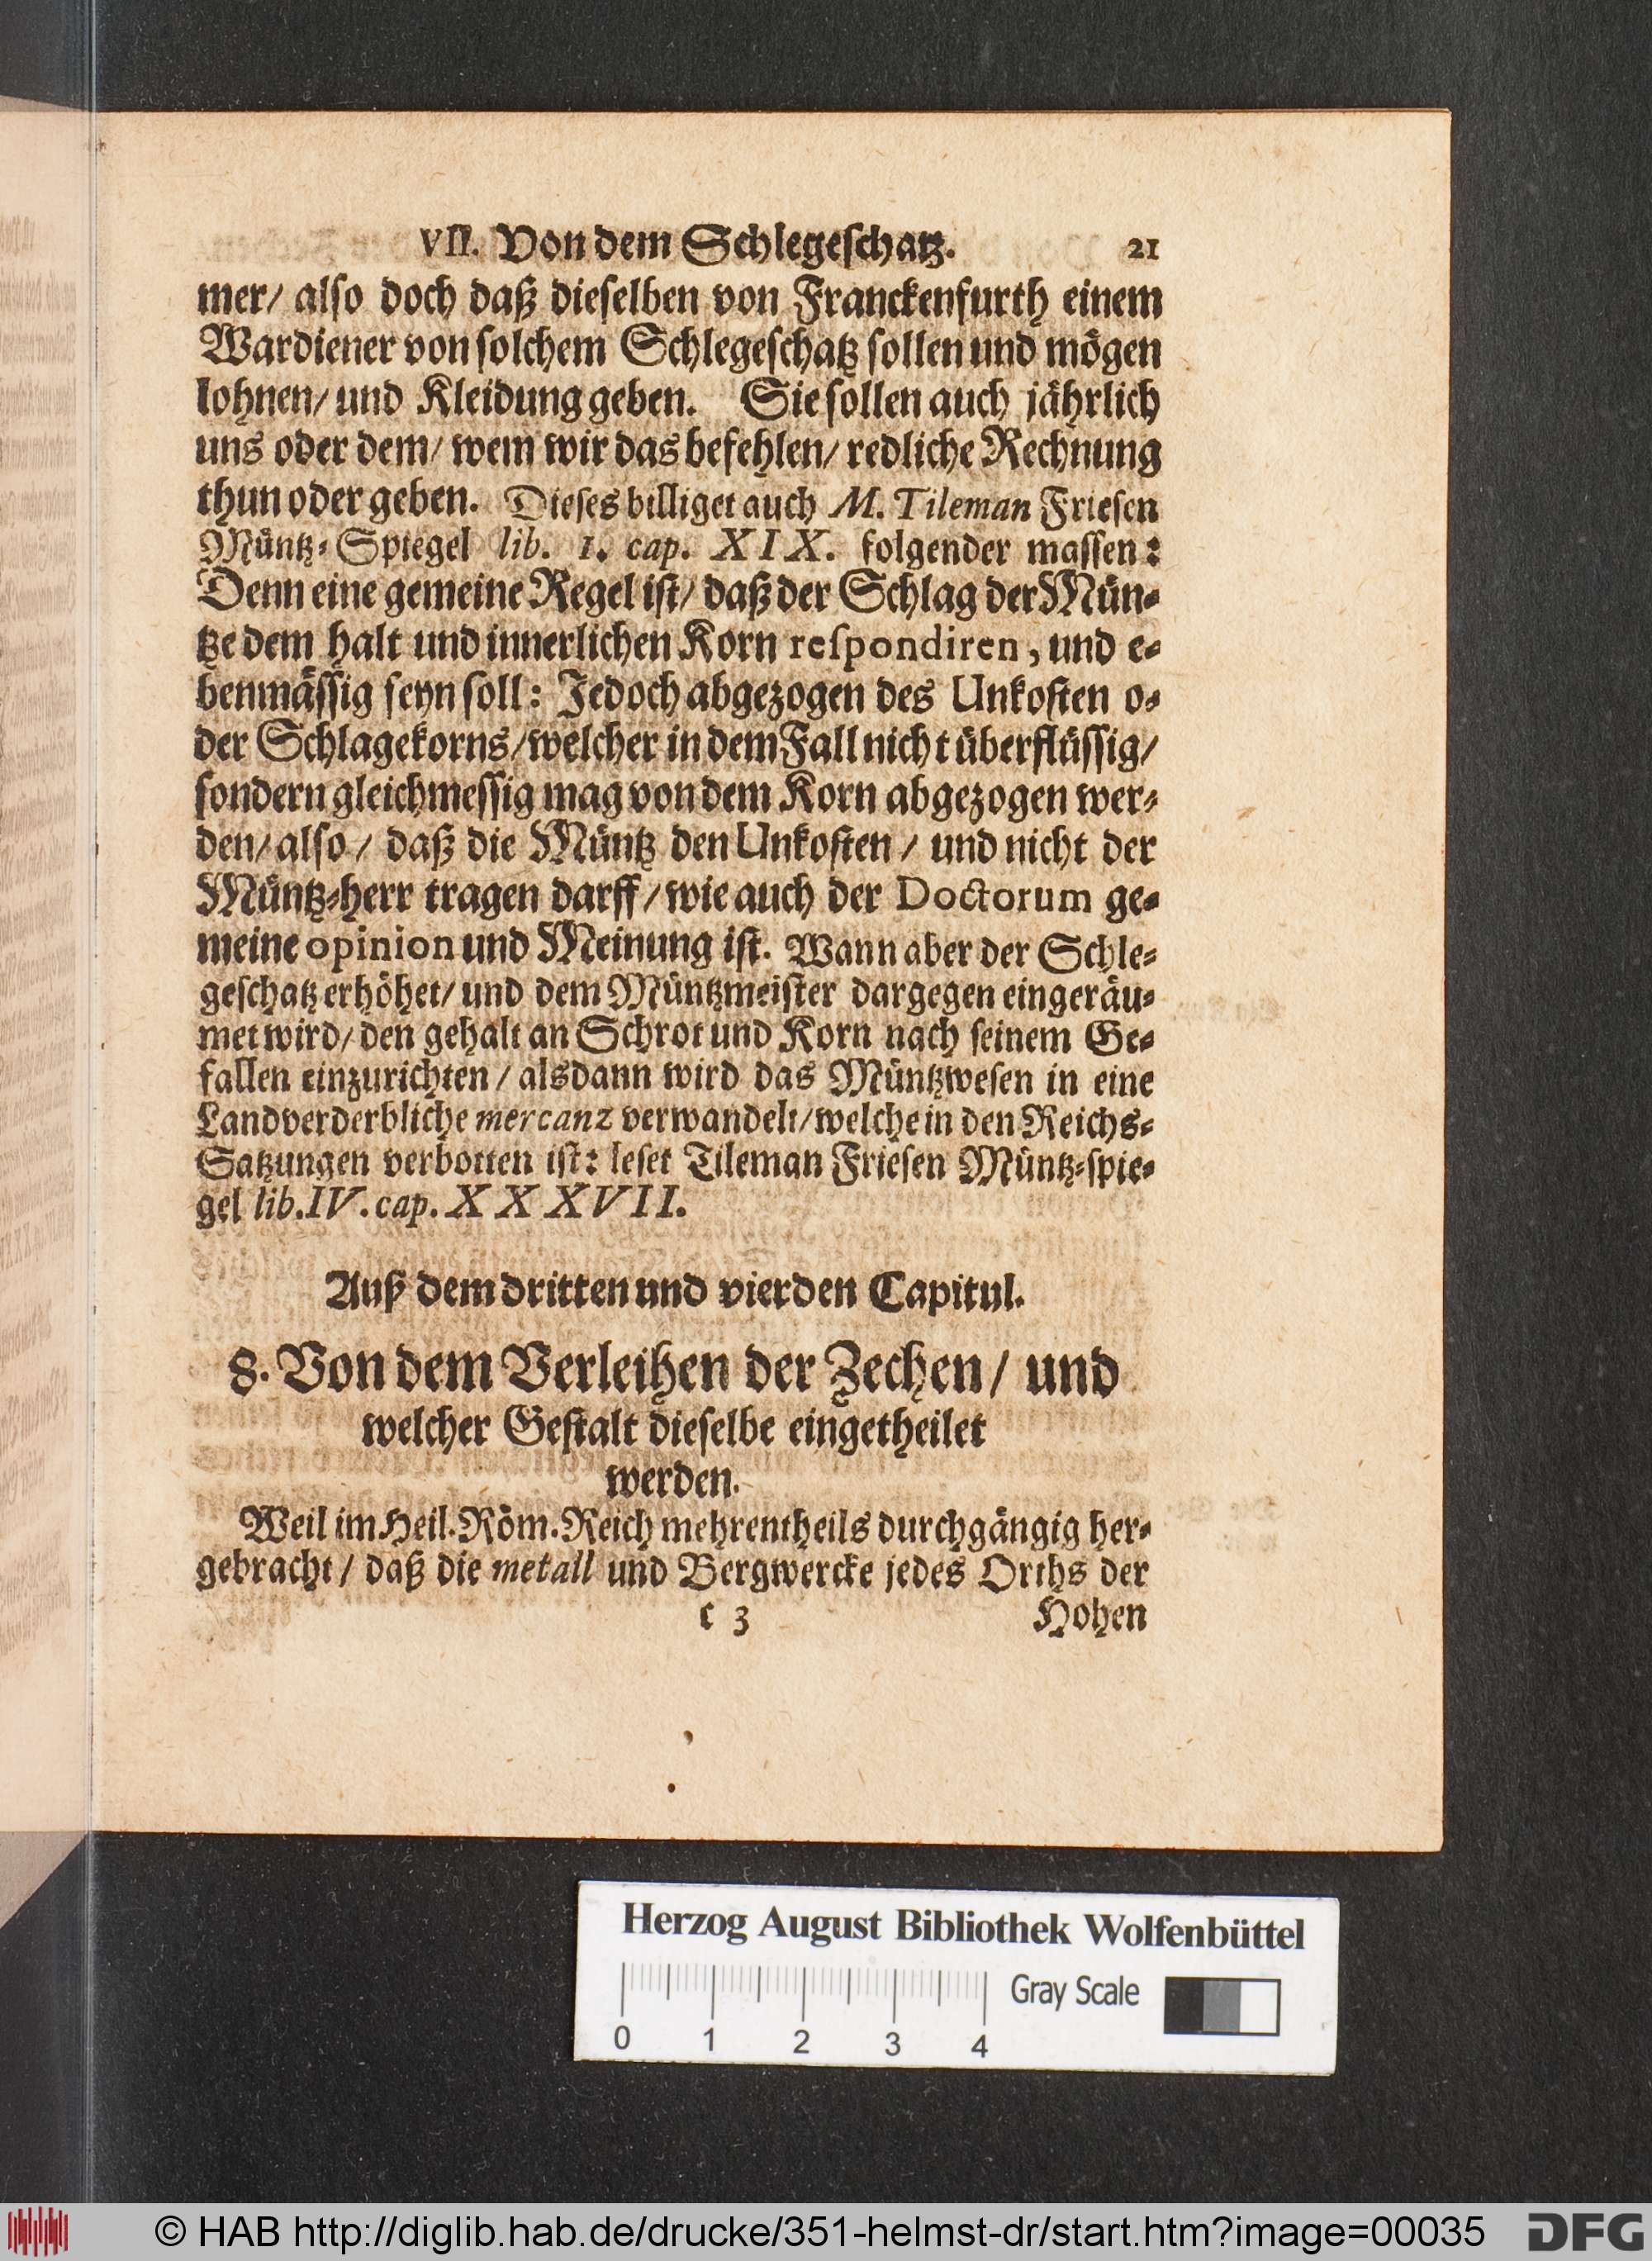 VII. Von dem Schlegeschatz. 21
mer/ also doch daß dieselben von Franckenfurth einem
Wardiener von solchem Schlegeschatz sollen und mögen
lohnen/ und Kleidung geben. Sie sollen auch jährlich
uns oder dem/ wem wir das befehlen/ redliche Rechnung
thun oder geben. Dieses billiget auch M. Tileman Friesen
Müntz-Spiegel lib. 1. cap. XIX. folgender massen:
Denn eine gemeine Regel ist/ daß der Schlag der Mün-
tze dem halt und innerlichen Korn respondiren, und e-
benmässig seyn soll: Jedoch abgezogen des Unkosten o-
der Schlagekorns/ welcher in dem Fall nicht überflüssig/
sondern gleichmessig mag von dem Korn abgezogen wer-
den/ also/ daß die Müntz den Unkosten/ und nicht der
Müntz-herr tragen darff/ wie auch der Doctorum ge-
meine opinion und Meinung ist. Wann aber der Schle-
geschatz erhöhet/ und dem Müntzmeister dargegen eingeräu-
met wird/ den gehalt an Schrot und Korn nach seinem Ge-
fallen einzurichten/ alsdann wird das Müntzwesen in eine
Landverderbliche mercanz verwandelt/ welche in den Reichs-
Satzungen verbotten ist: leset Tileman Friesen Müntz-spie-
gel lib. IV. cap. XXXVII.
Auß dem dritten und vierden Capitul.
8. Von dem Verleihen der Zechen/ und
welcher Gestalt dieselbe eingetheilet
werden.
Weil im Heil. Röm. Reich mehrentheils durchgängig her-
gebracht/ daß die metall und Bergwercke jedes Orths der
c 3 Hohen
Herzog August Bibliothek Wolfenbüttel
Gray Scale
0 1 2 3 4
© HAB http://diglib.hab.de/drucke/351-helmst-dr/start.htm?image=00035 DFG